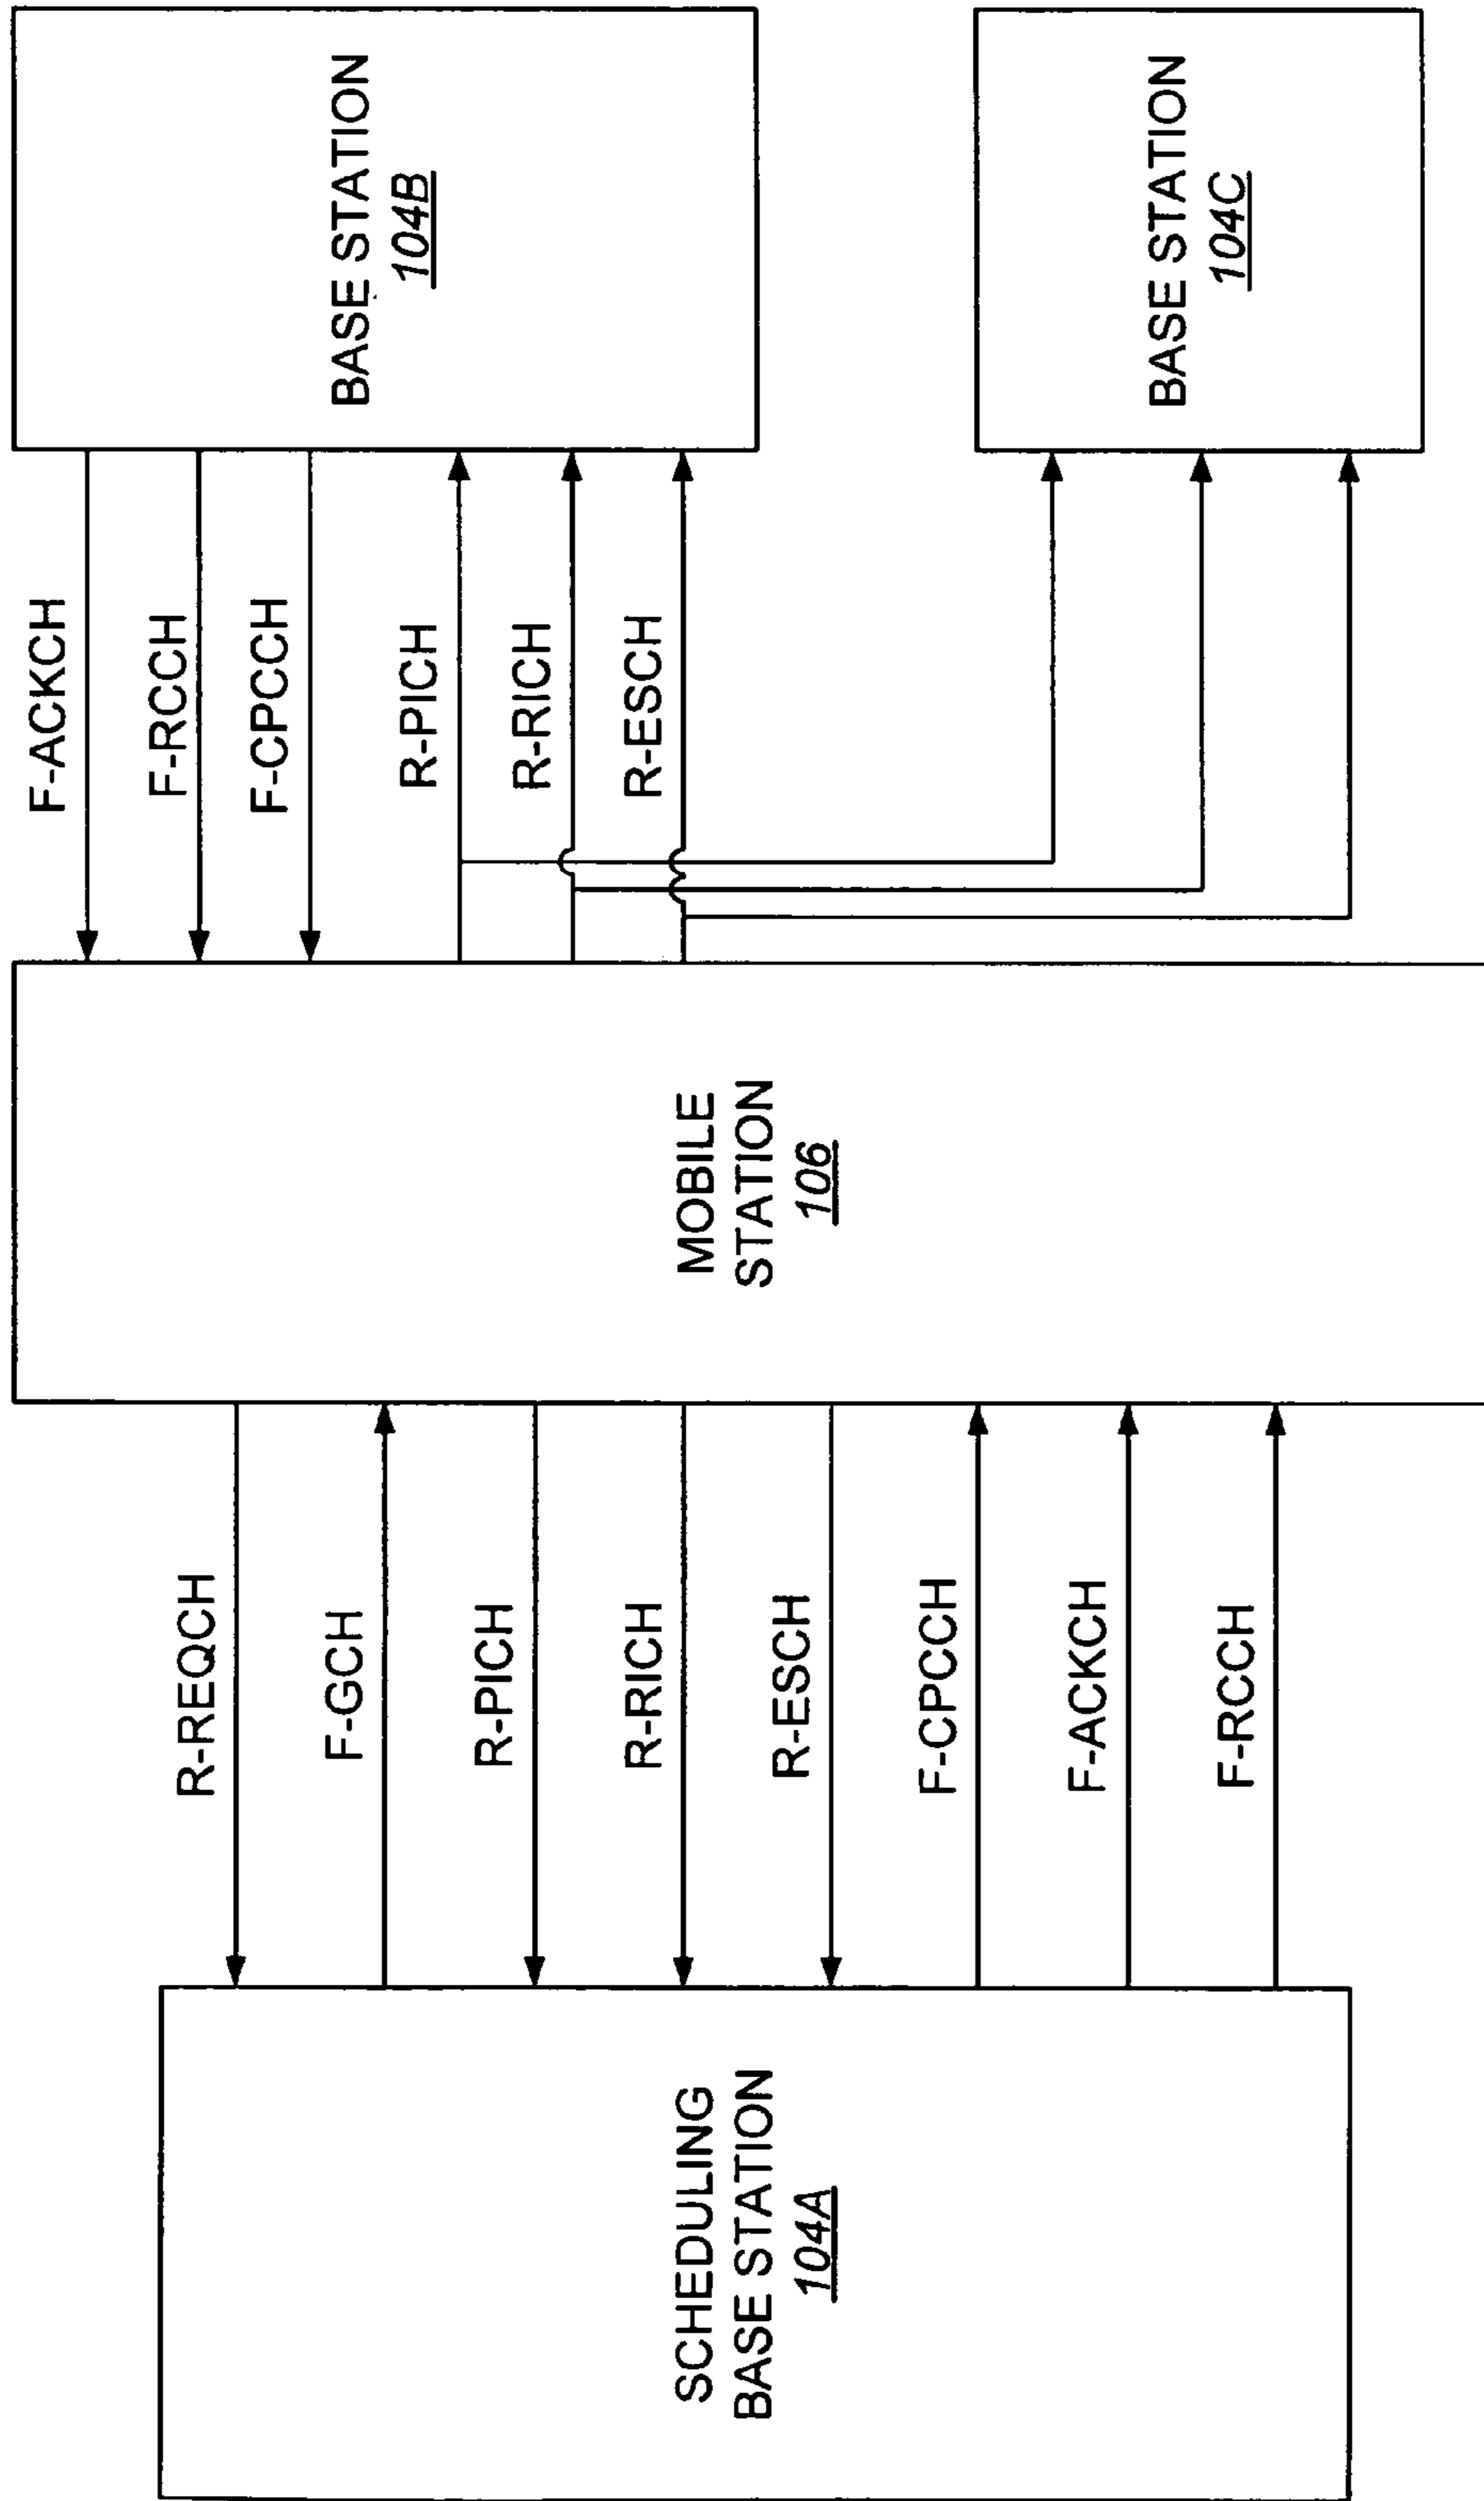 SCHEDULING
BASE STATION
104A
R-REQCH
F-GCH
R-PICH
R-RICH
R-ESCH
F-CPCCH
F-ACKCH
F-RCCH
MOBILE
STATION
106
F-ACKCH
F-RCCH
F-CPCCH
R-PICH
R-RICH
R-ESCH
BASE STATION
104B
BASE STATION
104C